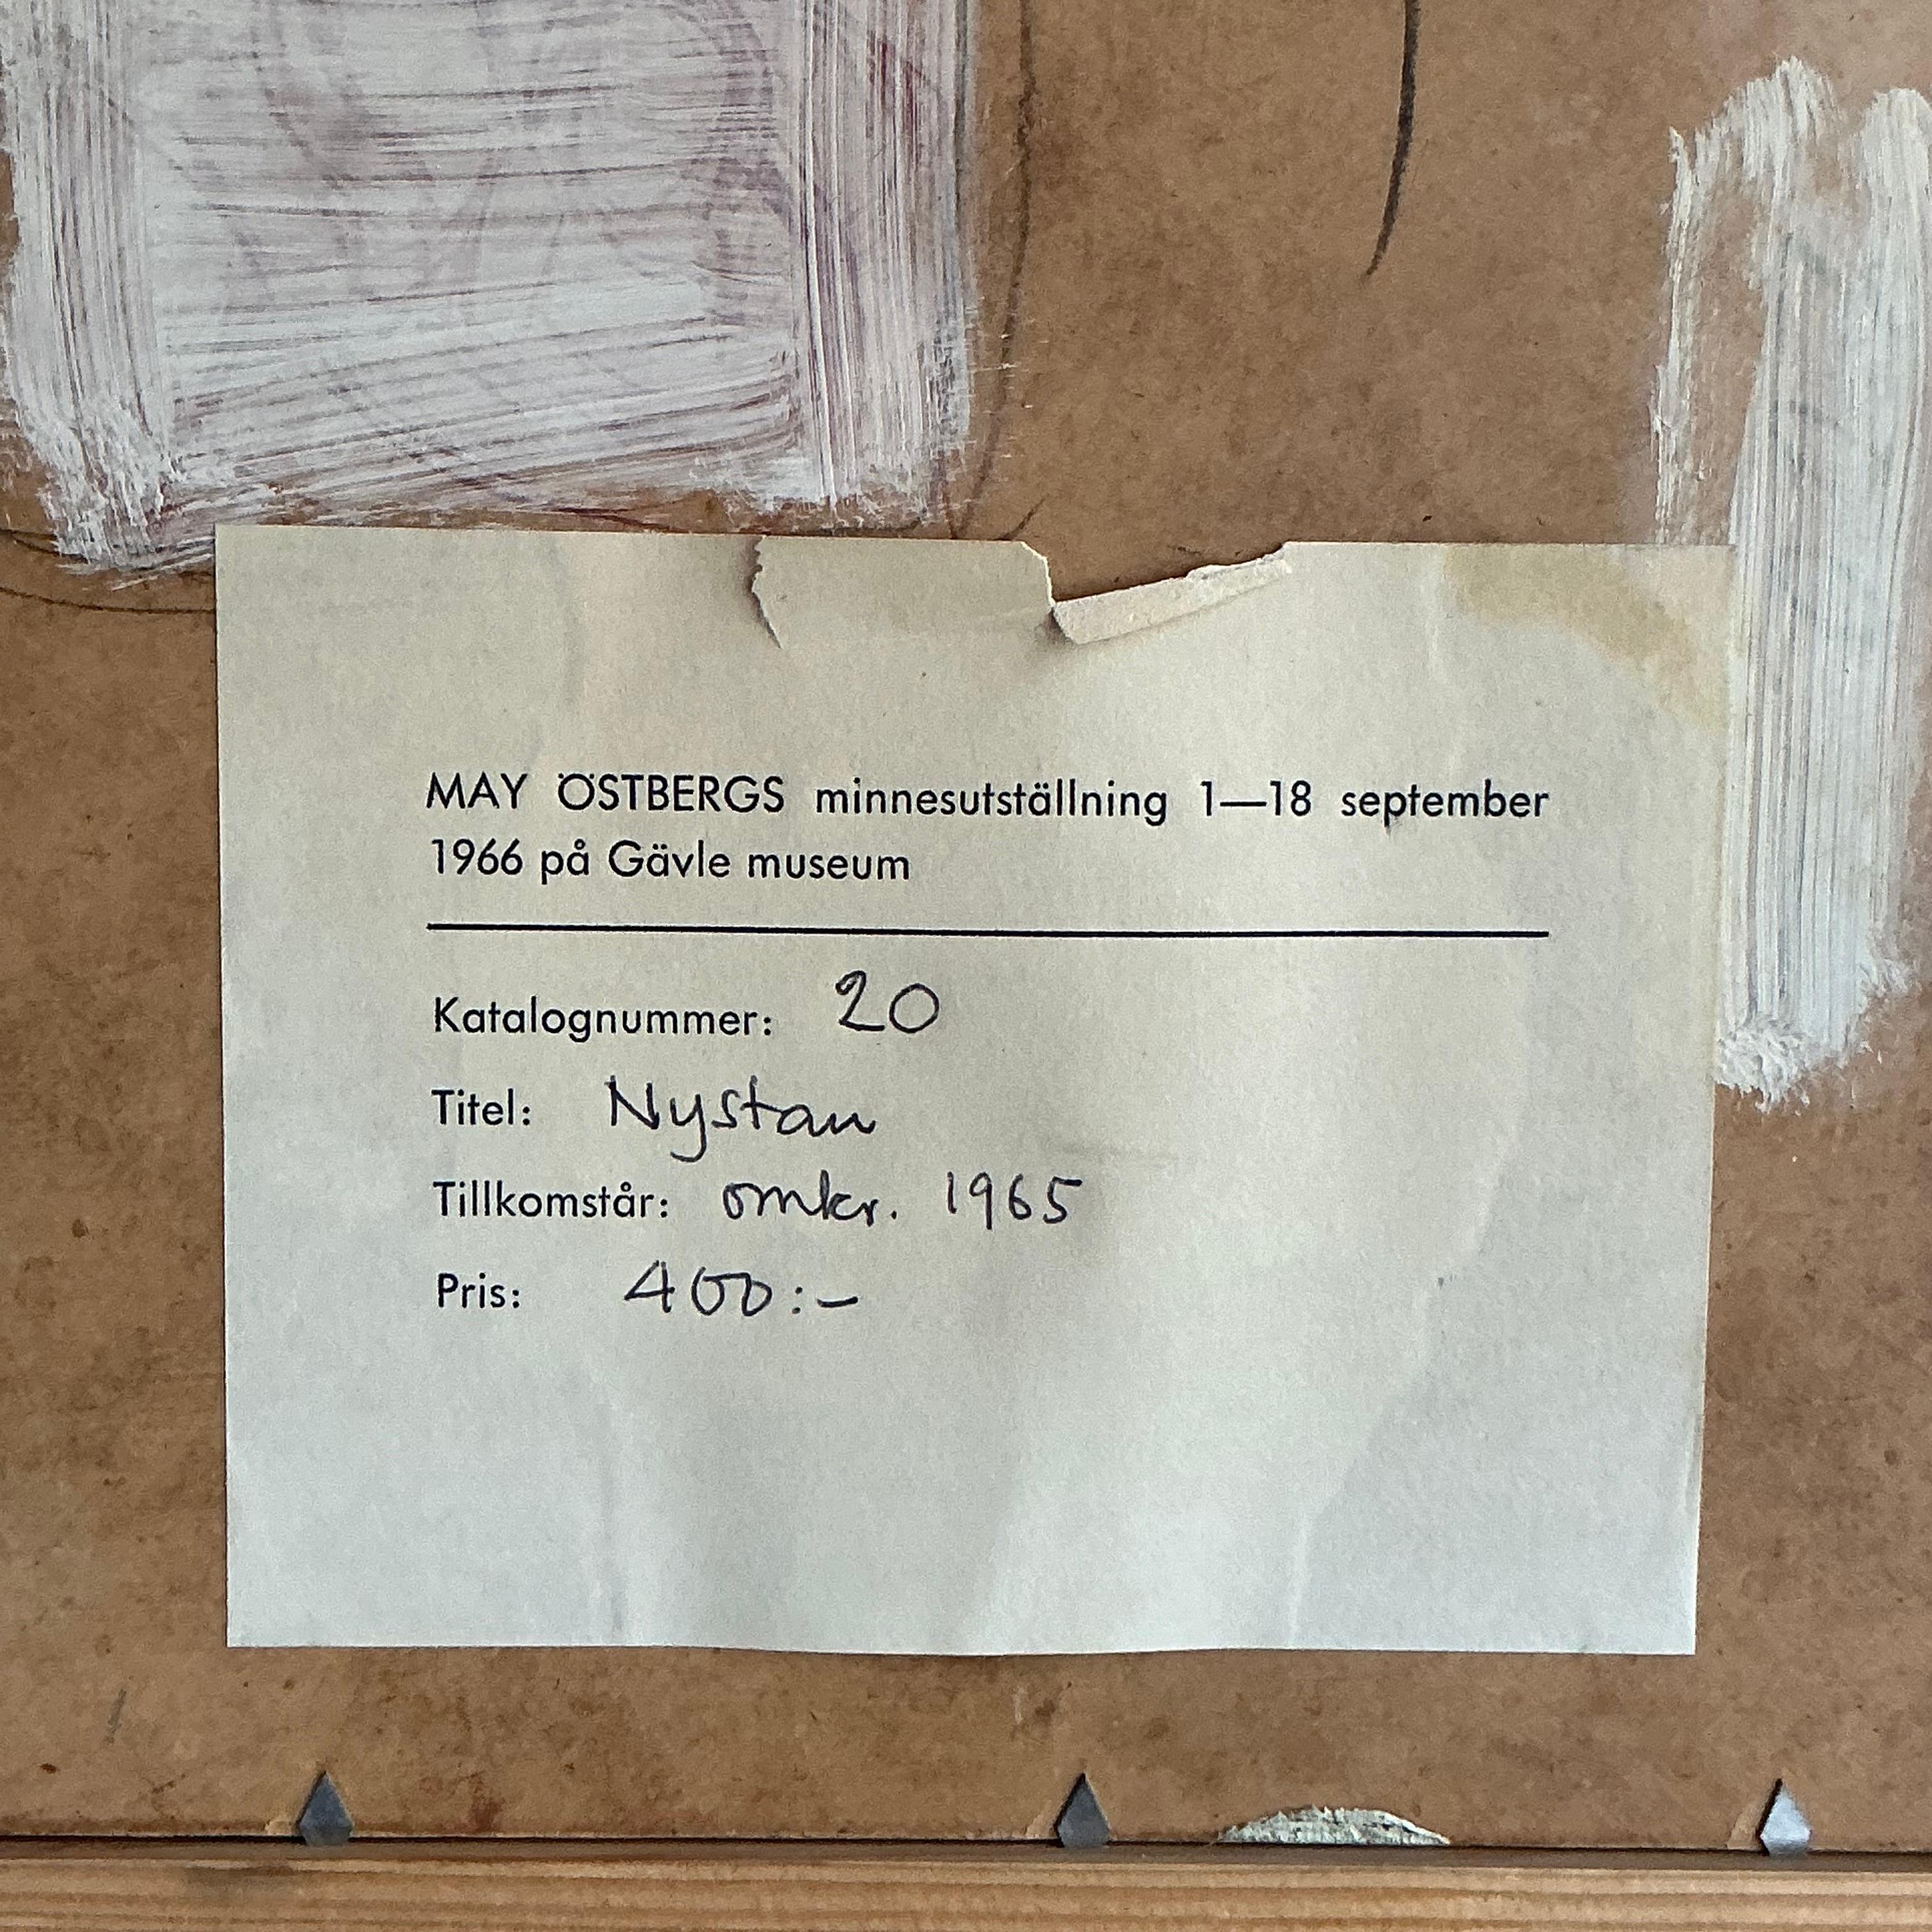 MAY ÖSTBERGS minnesutställning 1—18 september
1966 på Gävle museum
Katalognummer: 20
Titel: Nystan
Tillkomstår: omkr. 1965
Pris: 400:-